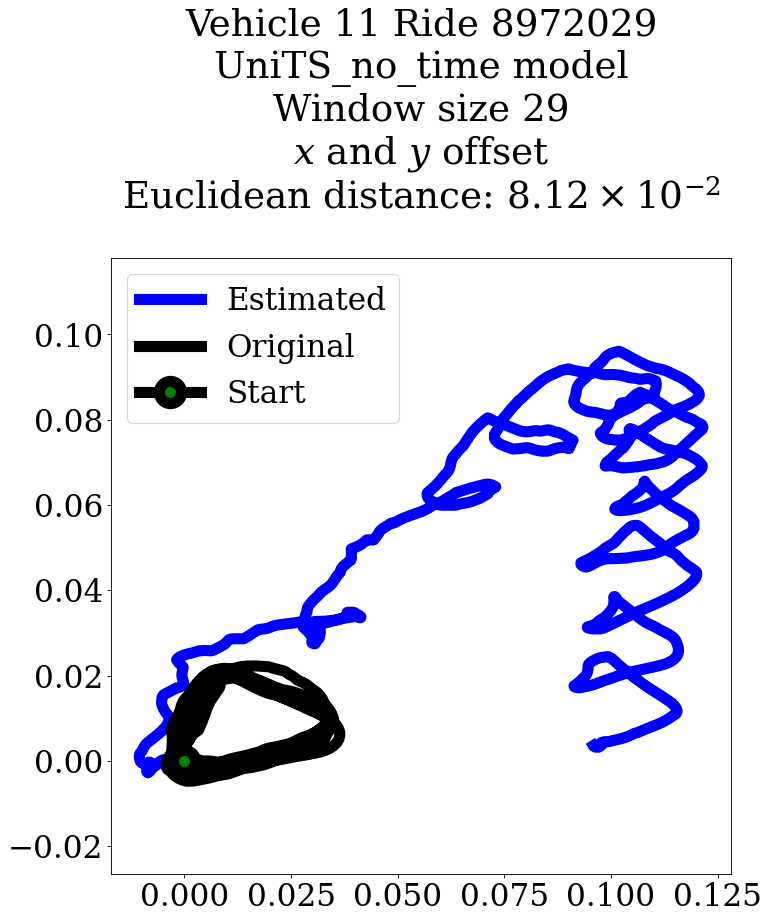 Vehicle 11 Ride 8972029
UniTS_no_time model
Window size 29
x and y offset
Euclidean distance: 8.12 × 10⁻²
Estimated
Original
Start
0.10
0.08
0.06
0.04
0.02
0.00
−0.02
0.000 0.025 0.050 0.075 0.100 0.125